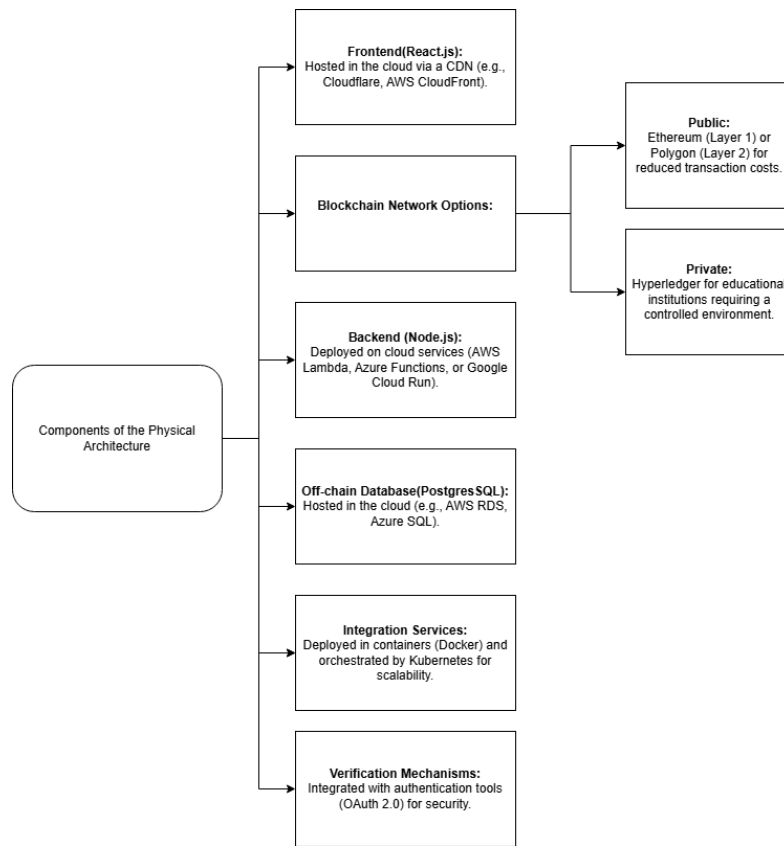 Frontend(React.js):
Hosted in the cloud via a CDN (e.g.,
Cloudflare, AWS CloudFront).
Public:
Ethereum (Layer 1) or
Polygon (Layer 2) for
reduced transaction costs.
Blockchain Network Options:
Private:
Hyperledger for educational
institutions requiring a
controlled environment.
Backend (Node.js):
Deployed on cloud services (AWS
Lambda, Azure Functions, or Google
Cloud Run).
Components of the Physical
Architecture
Off-chain Database(PostgresSQL):
Hosted in the cloud (e.g., AWS RDS,
Azure SQL).
Integration Services:
Deployed in containers (Docker) and
orchestrated by Kubernetes for
scalability.
Verification Mechanisms:
Integrated with authentication tools
(OAuth 2.0) for security.